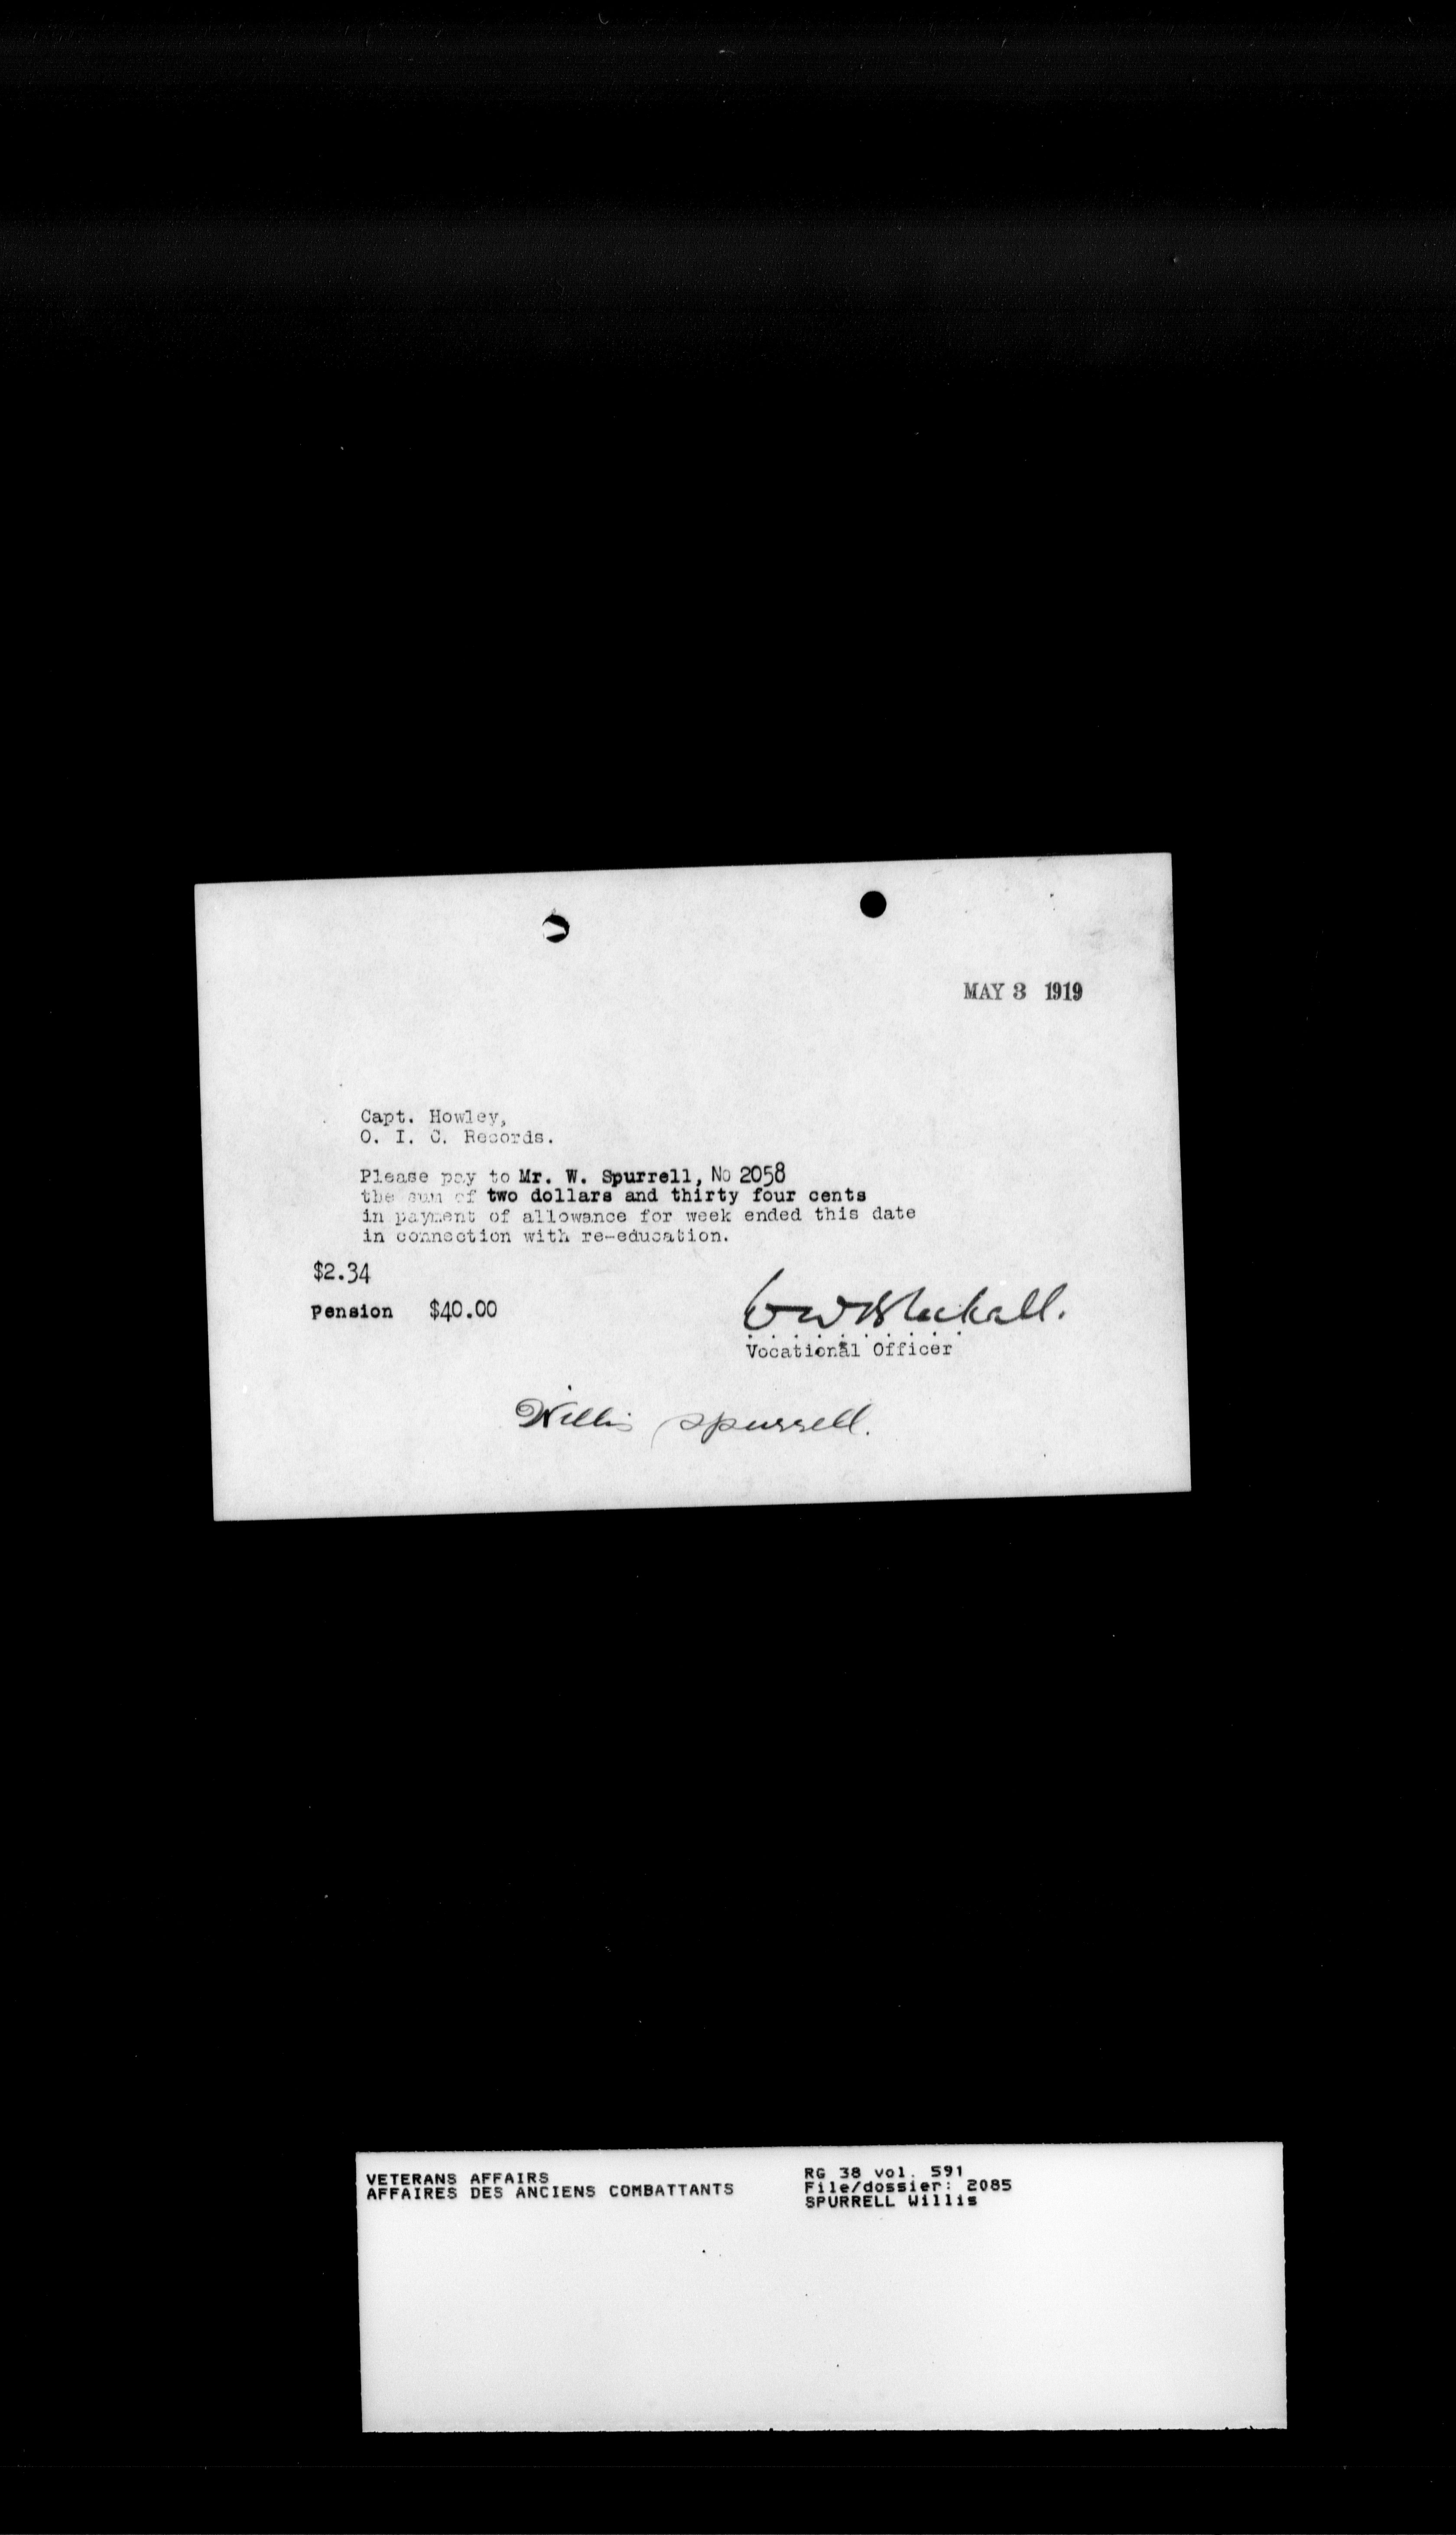 MAY 3 1919
Capt. Howley,
O. I. C. Records.
Please pay to Mr. W. Spurrell, No 2058
the sum of two dollars and thirty four cents
in payment of allowance for week ended this date
in connection with re-education.
$2.34
Pension $40.00
Vocational Officer
Willis Spurrell.
VETERANS AFFAIRS
AFFAIRES DES ANCIENS COMBATTANTS
RG 38 vol. 591
File/dossier: 2085
SPURRELL Willis